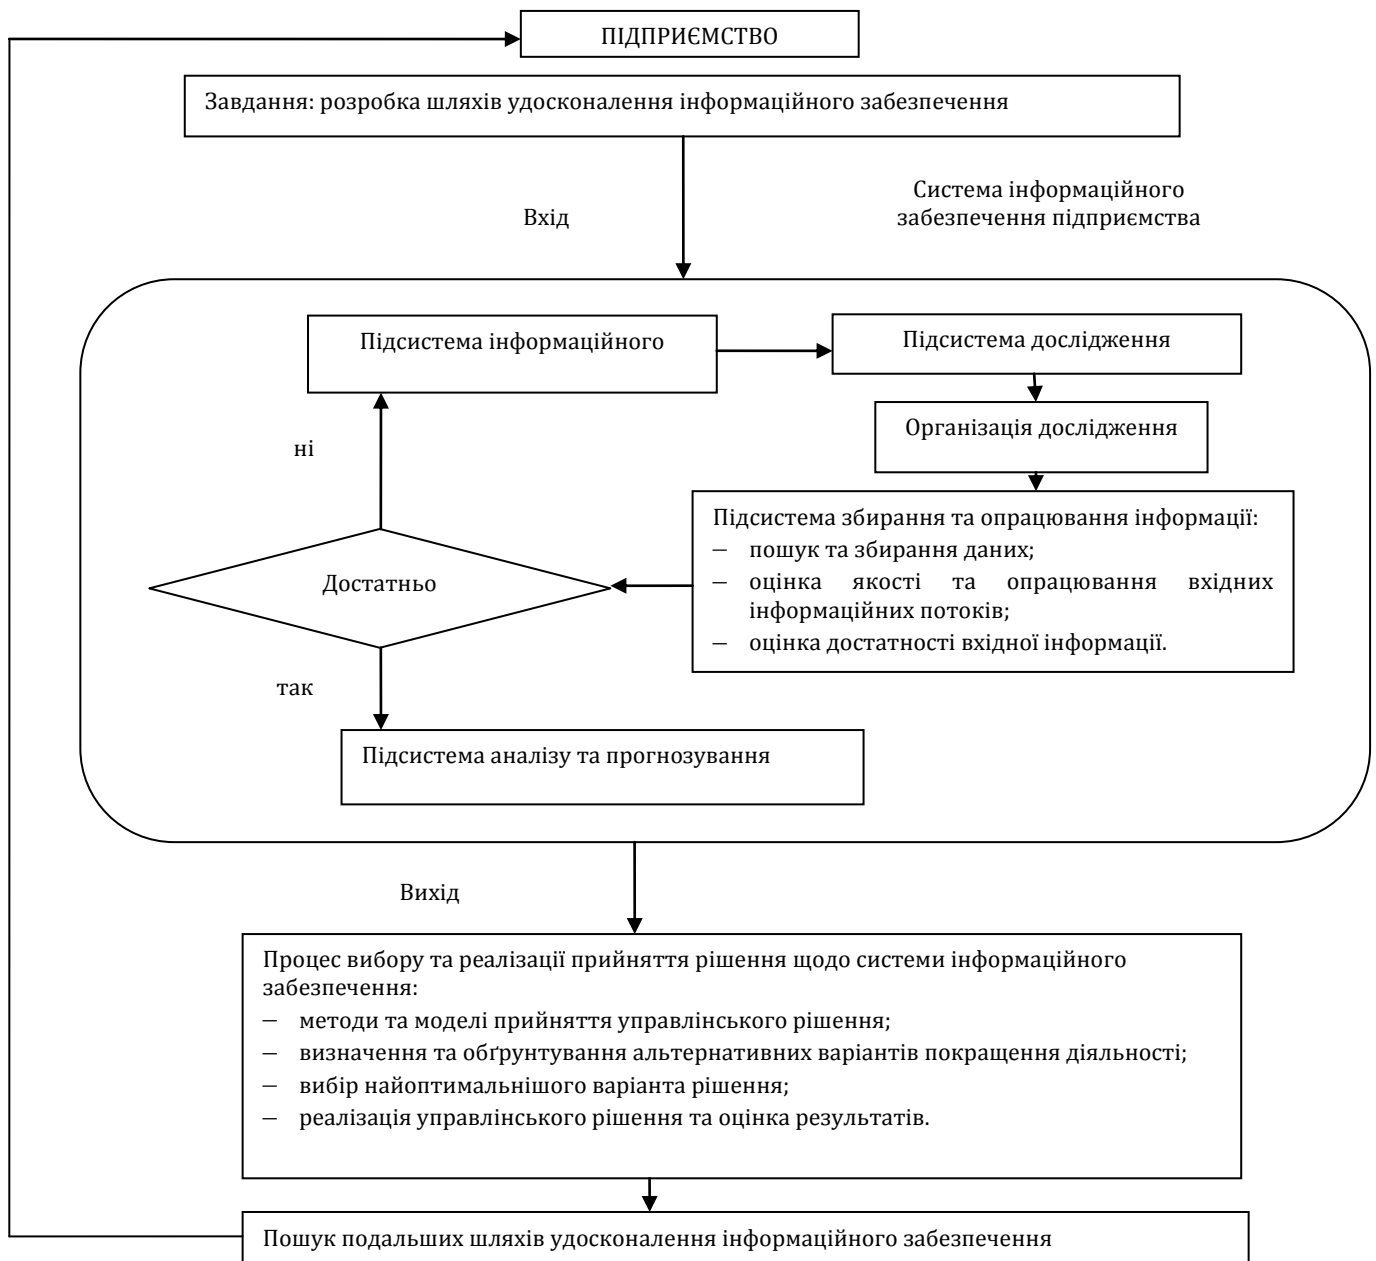 ПІДПРИЄМСТВО
Завдання: розробка шляхів удосконалення інформаційного забезпечення
Вхід
Система інформаційного
забезпечення підприємства
Підсистема інформаційного
Підсистема дослідження
Організація дослідження
ні
Підсистема збирання та опрацювання інформації:
– пошук та збирання даних;
– оцінка якості та опрацювання вхідних
інформаційних потоків;
– оцінка достатності вхідної інформації.
Достатньо
так
Підсистема аналізу та прогнозування
Вихід
Процес вибору та реалізації прийняття рішення щодо системи інформаційного
забезпечення:
– методи та моделі прийняття управлінського рішення;
– визначення та обґрунтування альтернативних варіантів покращення діяльності;
– вибір найоптимальнішого варіанта рішення;
– реалізація управлінського рішення та оцінка результатів.
Пошук подальших шляхів удосконалення інформаційного забезпечення